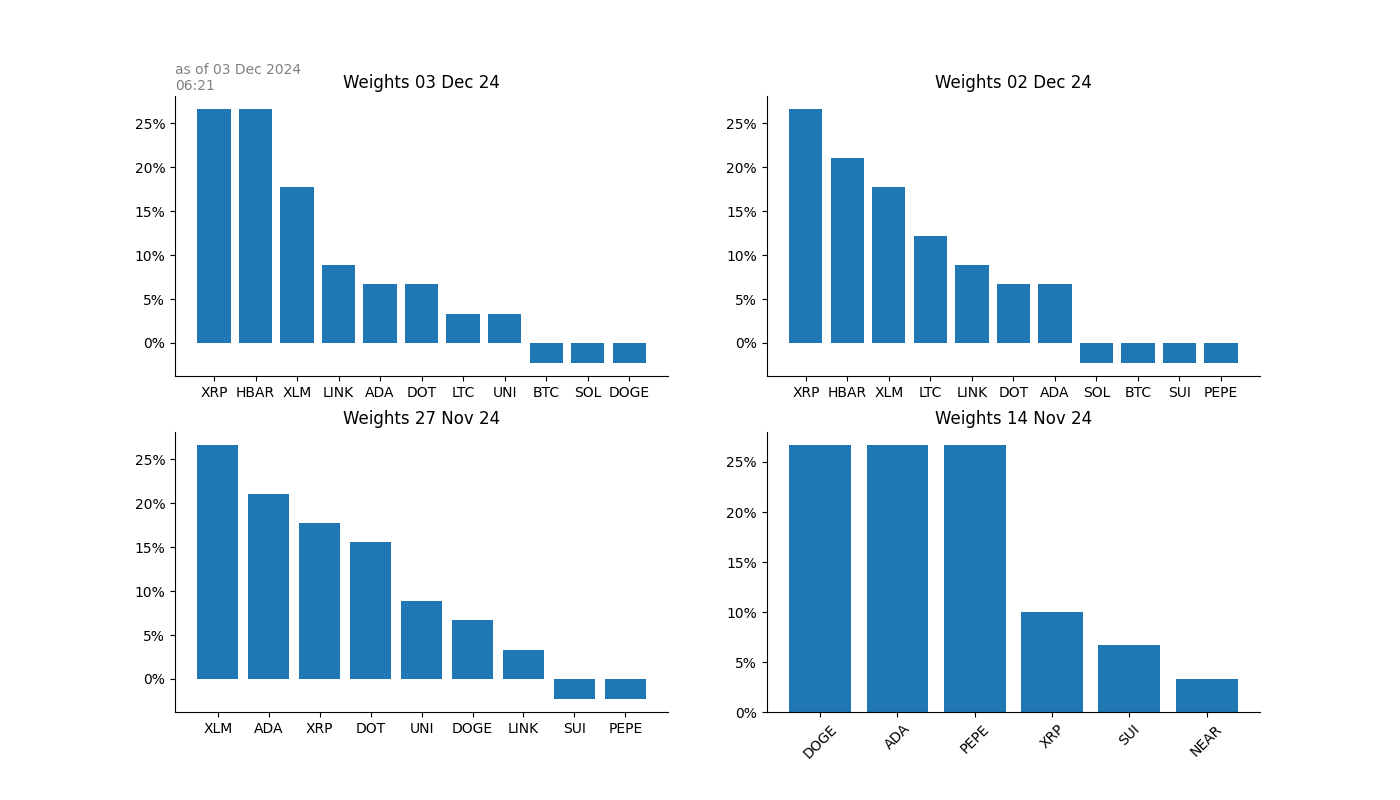 as of 03 Dec 2024
06:21
Weights 03 Dec 24
25%
20%
15%
10%
5%
0%
XRP HBAR XLM LINK ADA DOT LTC UNI BTC SOL DOGE
Weights 02 Dec 24
25%
20%
15%
10%
5%
0%
XRP HBAR XLM LTC LINK DOT ADA SOL BTC SUI PEPE
Weights 27 Nov 24
25%
20%
15%
10%
5%
0%
XLM ADA XRP DOT UNI DOGE LINK SUI PEPE
Weights 14 Nov 24
25%
20%
15%
10%
5%
0%
DOGE ADA PEPE XRP SUI NEAR